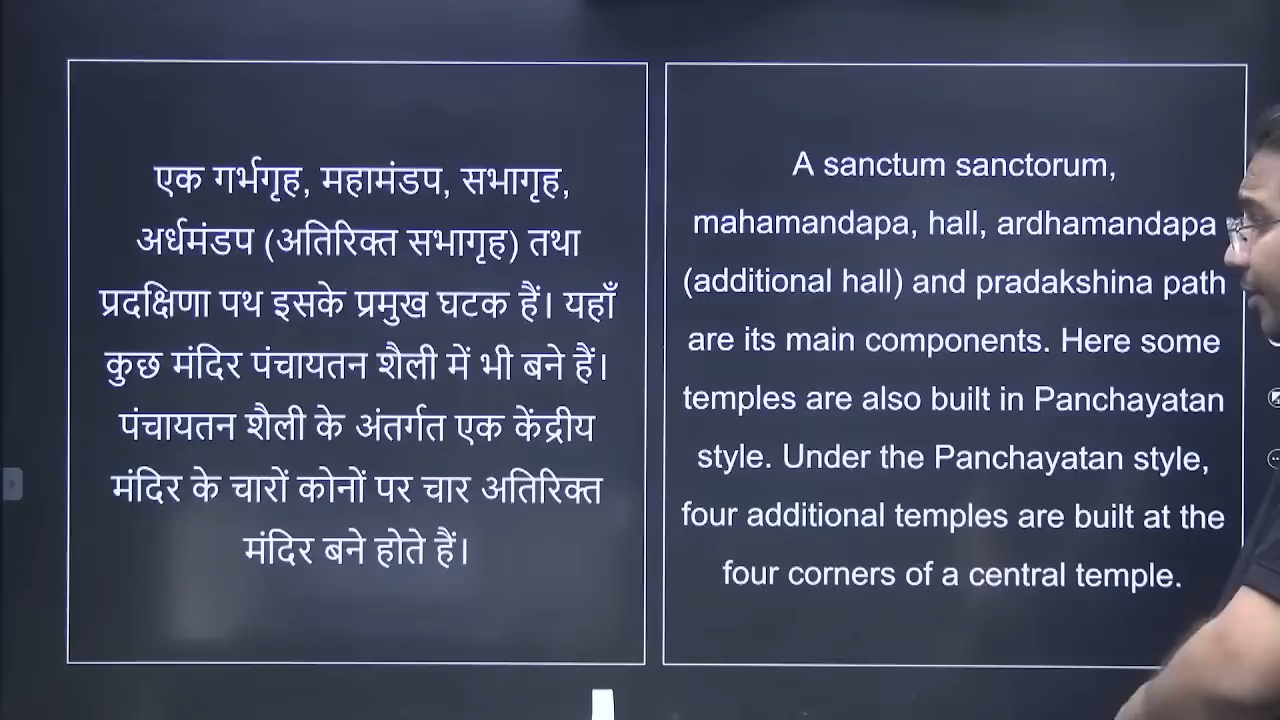 एक गर्भगृह, महामंडप, सभागृह,
अर्धमंडप (अतिरिक्त सभागृह) तथा
प्रदक्षिणा पथ इसके प्रमुख घटक हैं। यहाँ
कुछ मंदिर पंचायतन शैली में भी बने हैं।
पंचायतन शैली के अंतर्गत एक केंद्रीय
मंदिर के चारों कोनों पर चार अतिरिक्त
मंदिर बने होते हैं।
A sanctum sanctorum,
mahamandapa, hall, ardhamandapa
(additional hall) and pradakshina path
are its main components. Here some
temples are also built in Panchayatan
style. Under the Panchayatan style,
four additional temples are built at the
four corners of a central temple.